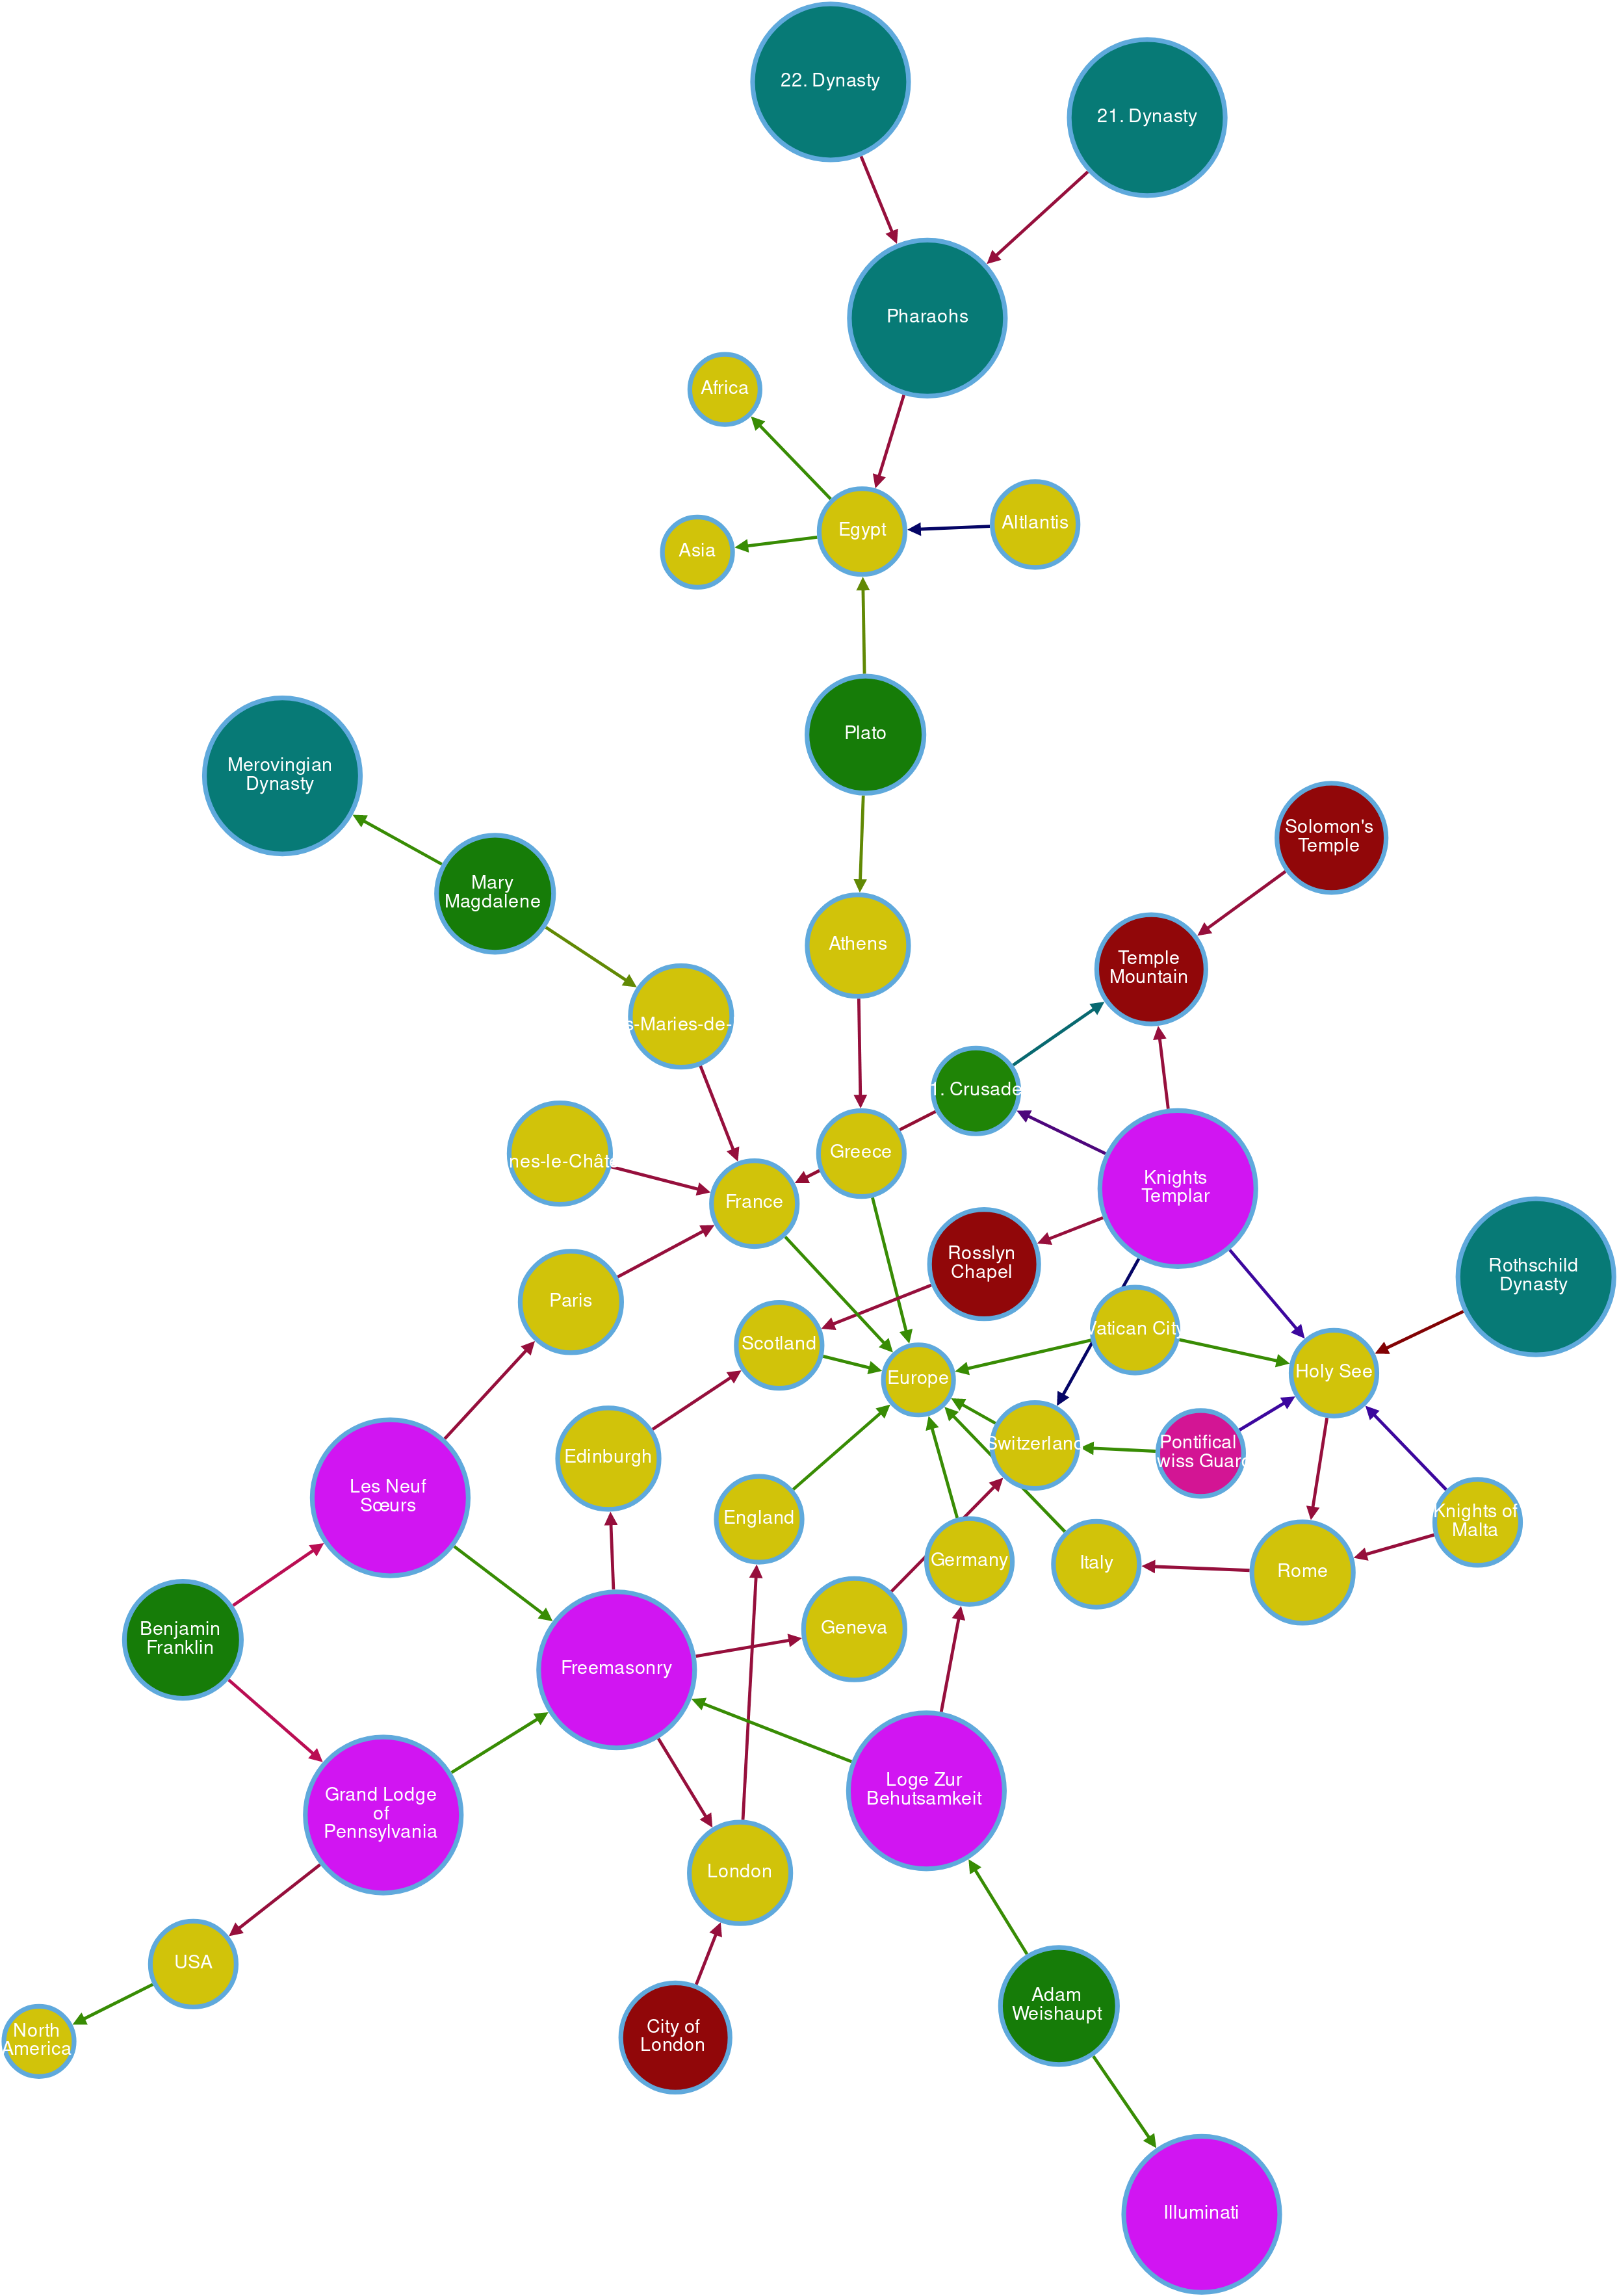 22. Dynasty
21. Dynasty
Pharaohs
Africa
Egypt
Altlantis
Asia
Plato
Merovingian
Dynasty
Mary
Magdalene
Solomon's
Temple
Athens
Temple
Mountain
s-Maries-de-
1. Crusade
Greece
nes-le-Châte
France
Knights
Templar
Rosslyn
Chapel
Rothschild
Dynasty
Paris
Scotland
Vatican City
Europe
Holy See
Edinburgh
Switzerland
Pontifical
wiss Guard
Les Neuf
Sœurs
England
Knights of
Malta
Germany
Italy
Rome
Benjamin
Franklin
Geneva
Freemasonry
Grand Lodge
of
Pennsylvania
Loge Zur
Behutsamkeit
London
USA
North
America
City of
London
Adam
Weishaupt
Illuminati